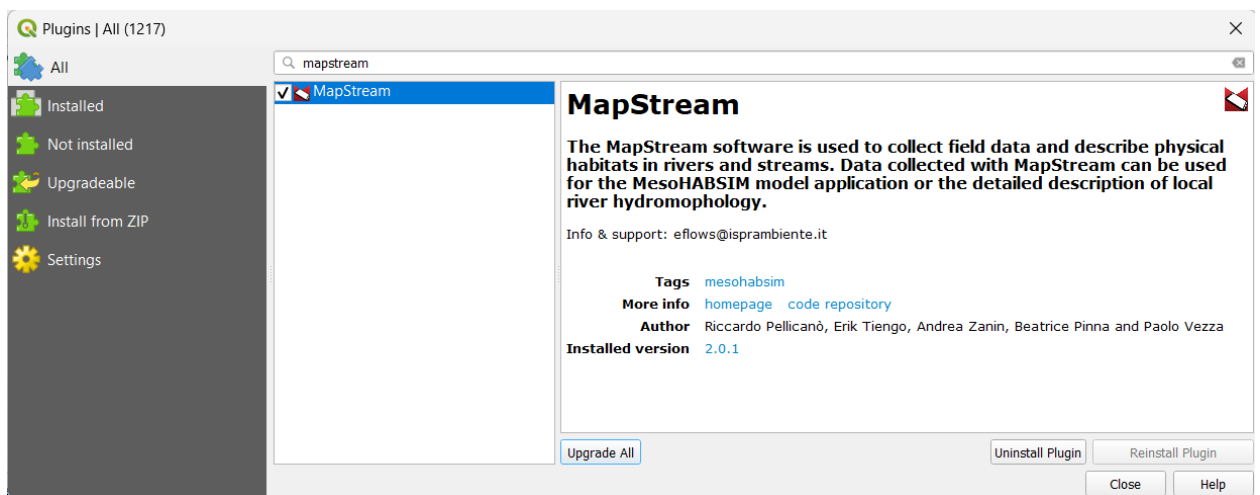 Plugins | All (1217)
All
Installed
Not installed
Upgradeable
Install from ZIP
Settings
mapstream
MapStream
MapStream
The MapStream software is used to collect field data and describe physical
habitats in rivers and streams. Data collected with MapStream can be used
for the MesoHABSIM model application or the detailed description of local
river hydromophology.
Info & support: eflows@isprambiente.it
Tags mesohabsim
More info homepage code repository
Author Riccardo Pellicanò, Erik Tiengo, Andrea Zanin, Beatrice Pinna and Paolo Vezza
Installed version 2.0.1
Upgrade All Uninstall Plugin Reinstall Plugin
Close Help